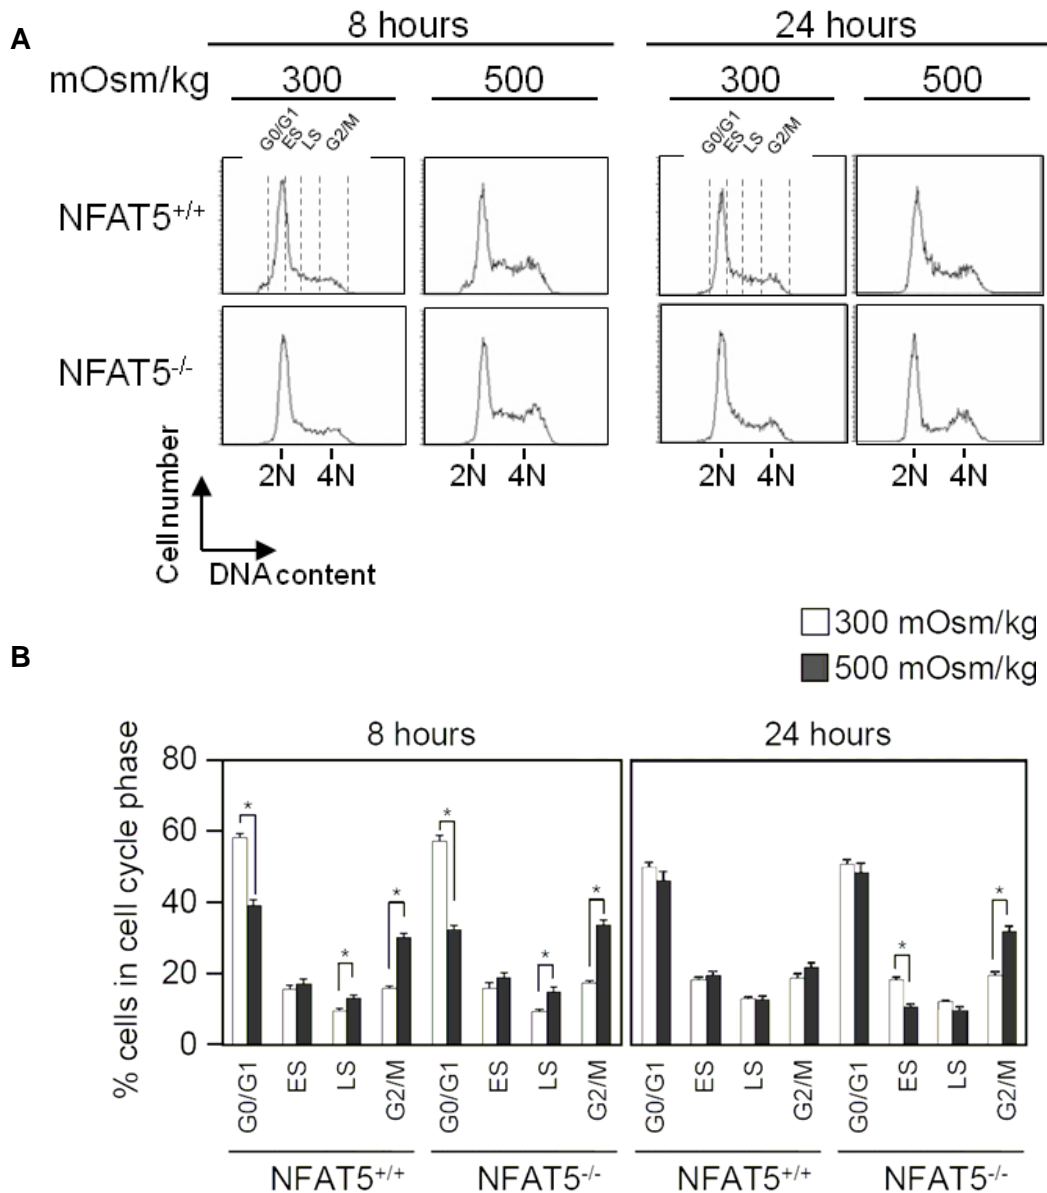 A
8 hours 24 hours
mOsm/kg 300 500 300 500
G0/G1 ES LS G2/M G0/G1 ES LS G2/M
NFAT5+/+
NFAT5-/-
2N 4N 2N 4N 2N 4N 2N 4N
Cell number
DNA content
300 mOsm/kg
B
500 mOsm/kg
8 hours 24 hours
% cells in cell cycle phase
80
60
40
20
0
* * * * * * * *
G0/G1 ES LS G2/M G0/G1 ES LS G2/M G0/G1 ES LS G2/M G0/G1 ES LS G2/M
NFAT5+/+ NFAT5-/- NFAT5+/+ NFAT5-/-